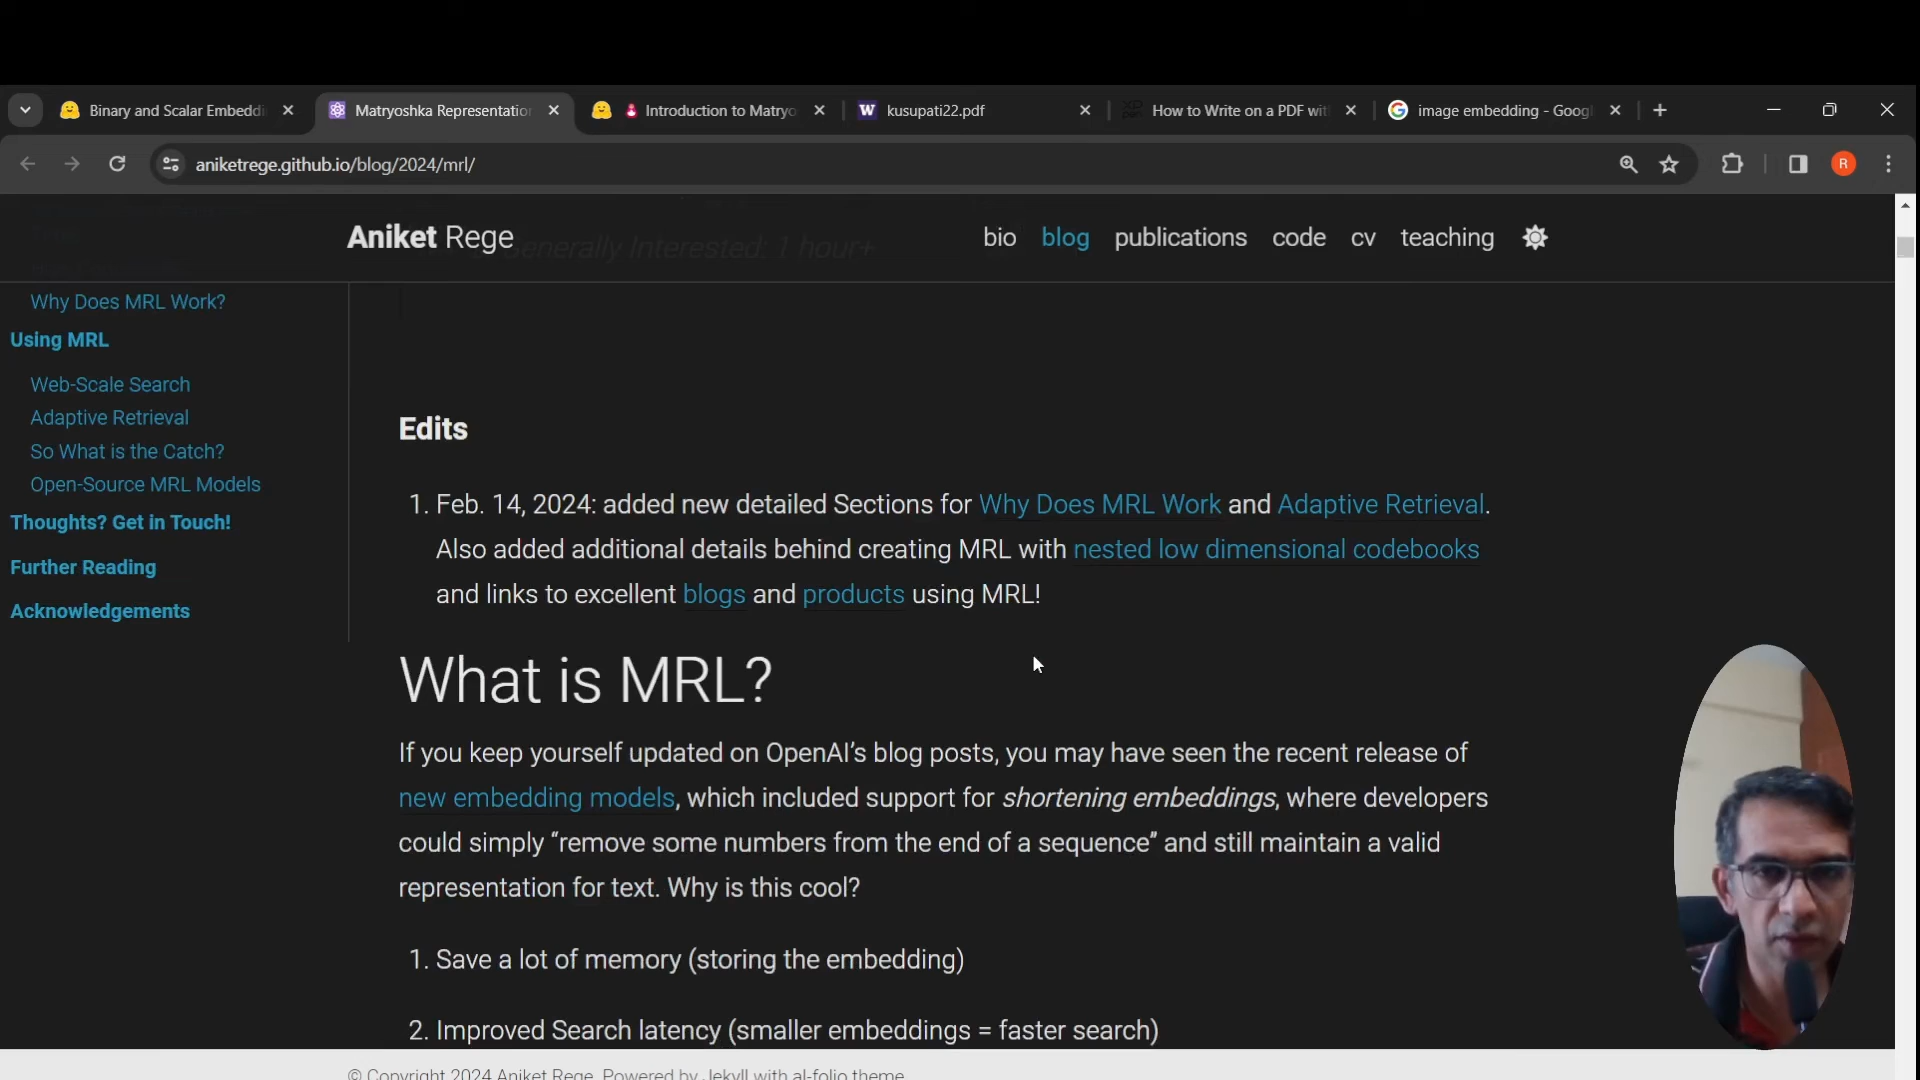 Binary and Scalar Embeddi
Matryoshka Representation
Introduction to Matryo
kusupati22.pdf
How to Write on a PDF wit
image embedding - Googl
aniketrege.github.io/blog/2024/mrl/
R
Aniket Rege
Generally Interested: 1 hour+
bio
blog
publications
code
cv
teaching
Why Does MRL Work?
Using MRL
Web-Scale Search
Adaptive Retrieval
So What is the Catch?
Open-Source MRL Models
Thoughts? Get in Touch!
Further Reading
Acknowledgements
Edits
1. Feb. 14, 2024: added new detailed Sections for Why Does MRL Work and Adaptive Retrieval.
Also added additional details behind creating MRL with nested low dimensional codebooks
and links to excellent blogs and products using MRL!
What is MRL?
If you keep yourself updated on OpenAI’s blog posts, you may have seen the recent release of
new embedding models, which included support for shortening embeddings, where developers
could simply “remove some numbers from the end of a sequence” and still maintain a valid
representation for text. Why is this cool?
1. Save a lot of memory (storing the embedding)
2. Improved Search latency (smaller embeddings = faster search)
© Copyright 2024 Aniket Rege. Powered by Jekyll with al-folio theme.